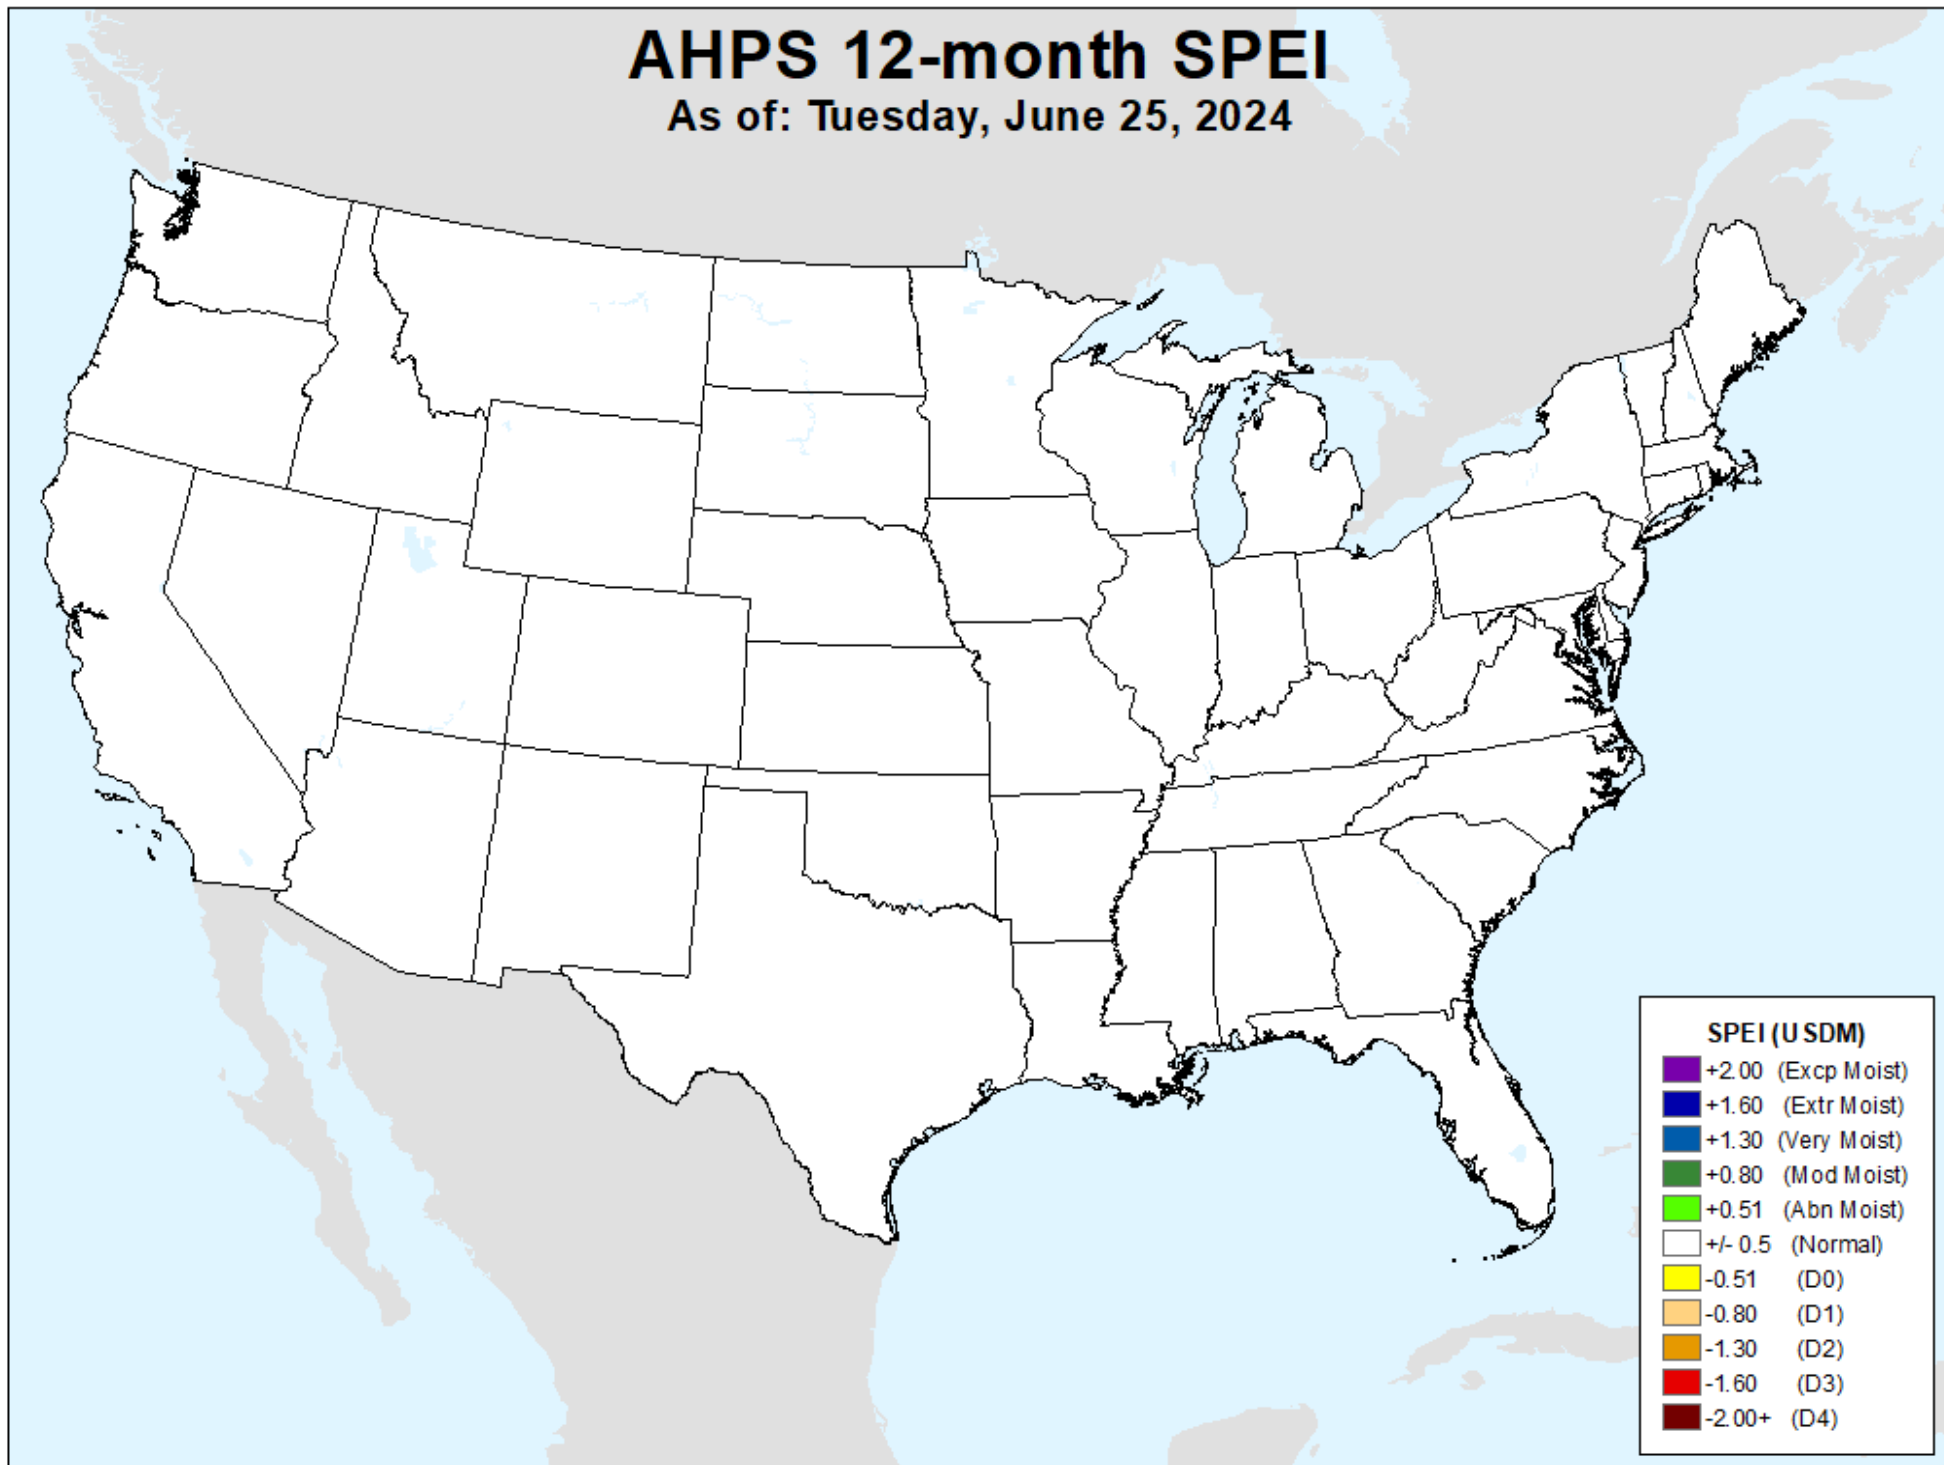 AHPS 12-month SPEI
As of: Tuesday, June 25, 2024
SPEI (USDM)
+2.00 (Excp Moist)
+1.60 (Extr Moist)
+1.30 (Very Moist)
+0.80 (Mod Moist)
+0.51 (Abn Moist)
+/- 0.5 (Normal)
-0.51 (D0)
-0.80 (D1)
-1.30 (D2)
-1.60 (D3)
-2.00+ (D4)